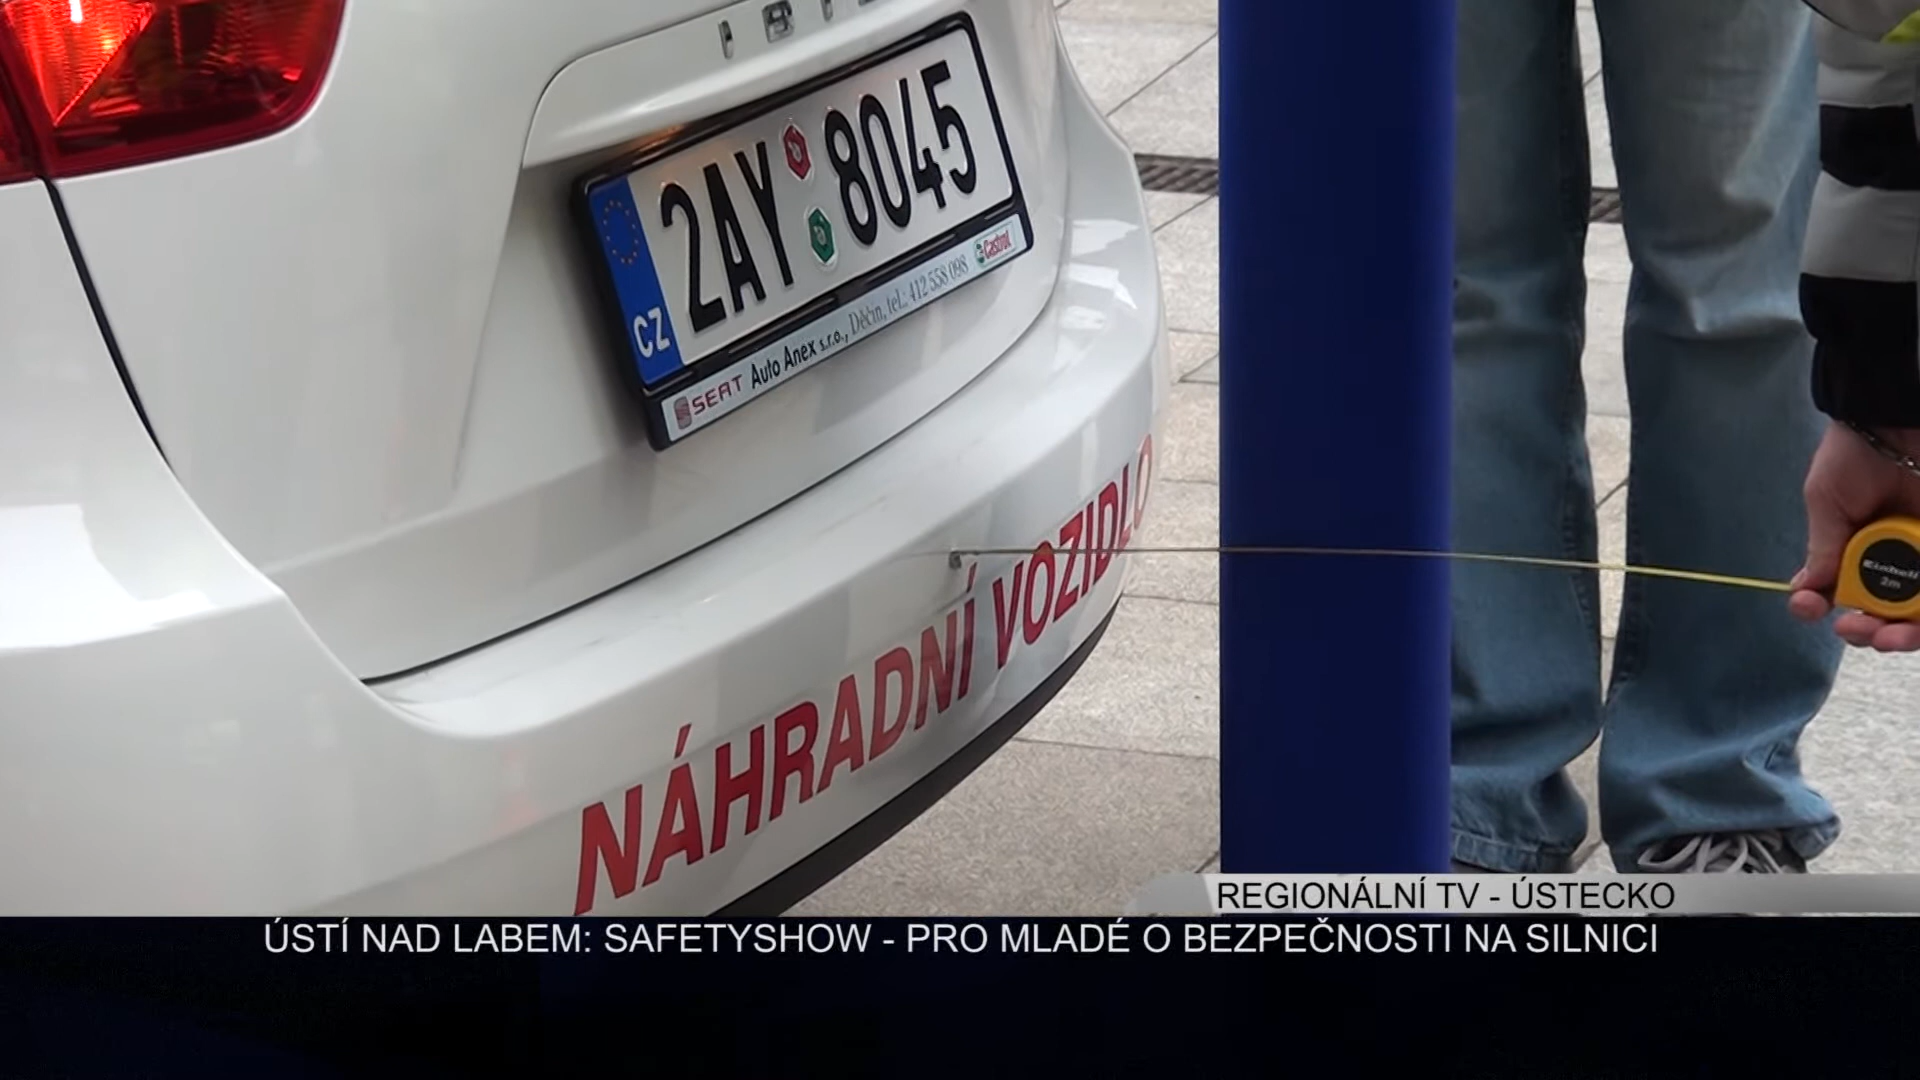 2AY 8045
CZ
SEAT Auto Anex s.r.o., Děčín, tel.: 412 558 098 Castrol
NÁHRADNÍ VOZIDLO
2m
REGIONÁLNÍ TV - ÚSTECKO
ÚSTÍ NAD LABEM: SAFETYSHOW - PRO MLADÉ O BEZPEČNOSTI NA SILNICI